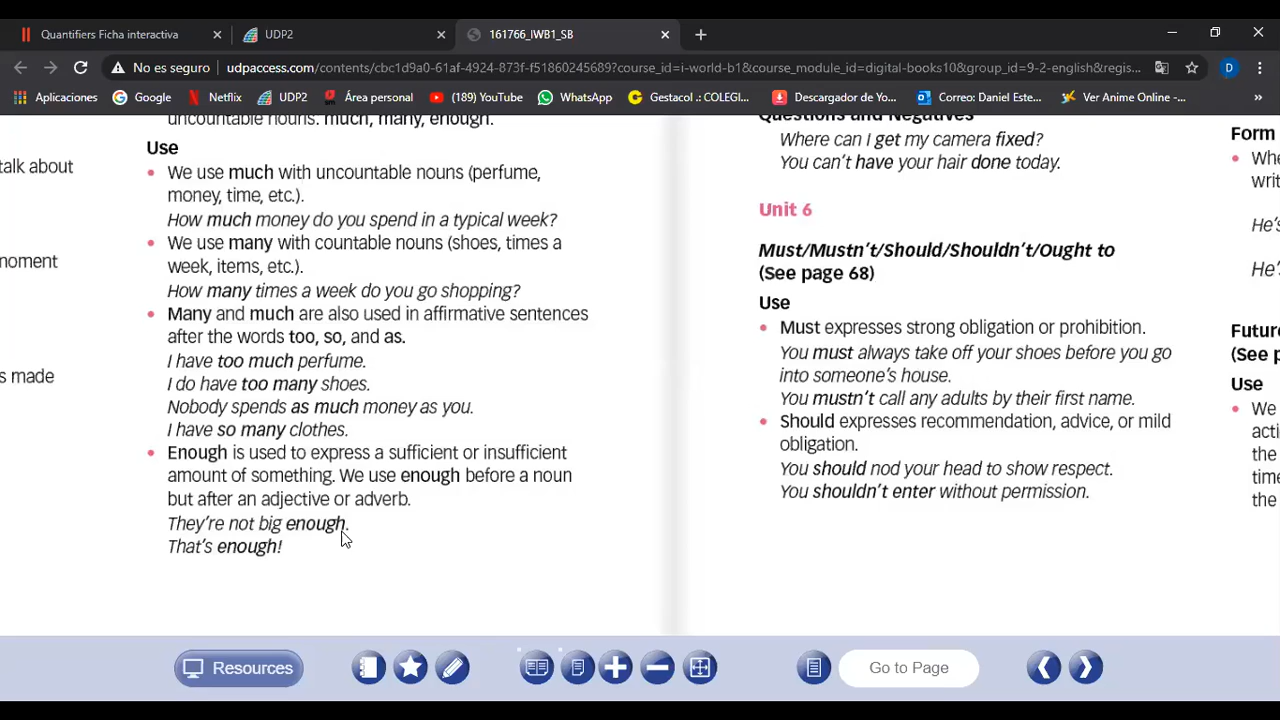 Quantifiers Ficha interactiva
UDP2
161766_IWB1_SB
No es seguro
udpaccess.com/contents/cbc1d9a0-61af-4924-873f-f51860245689?course_id=i-world-b1&course_module_id=digital-books10&group_id=9-2-english&regis...
D
Aplicaciones
Google
Netflix
UDP2
Área personal
(189) YouTube
WhatsApp
Gestacol .: COLEGI...
Descargador de Yo...
Correo: Daniel Este...
Ver Anime Online -...
»
talk about
noment
s made
uncountable nouns: much, many, enough.
Use
• We use much with uncountable nouns (perfume,
money, time, etc.).
How much money do you spend in a typical week?
• We use many with countable nouns (shoes, times a
week, items, etc.).
How many times a week do you go shopping?
• Many and much are also used in affirmative sentences
after the words too, so, and as.
I have too much perfume.
I do have too many shoes.
Nobody spends as much money as you.
I have so many clothes.
• Enough is used to express a sufficient or insufficient
amount of something. We use enough before a noun
but after an adjective or adverb.
They're not big enough.
That's enough!
Questions and Negatives
Where can I get my camera fixed?
You can't have your hair done today.
Unit 6
Must/Mustn't/Should/Shouldn't/Ought to
(See page 68)
Use
• Must expresses strong obligation or prohibition.
You must always take off your shoes before you go
into someone's house.
You mustn't call any adults by their first name.
• Should expresses recommendation, advice, or mild
obligation.
You should nod your head to show respect.
You shouldn't enter without permission.
Form
• Whe
writ
He's
He's
Future
(See p
Use
• We
acti
the
time
the
Resources
Go to Page